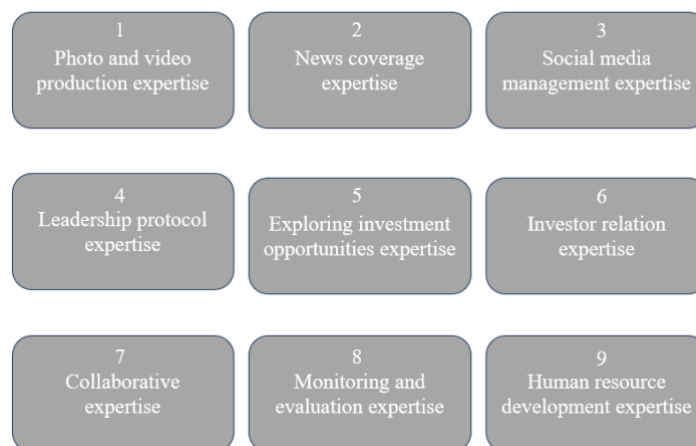 1
Photo and video
production expertise
2
News coverage
expertise
3
Social media
management expertise
4
Leadership protocol
expertise
5
Exploring investment
opportunities expertise
6
Investor relation
expertise
7
Collaborative
expertise
8
Monitoring and
evaluation expertise
9
Human resource
development expertise